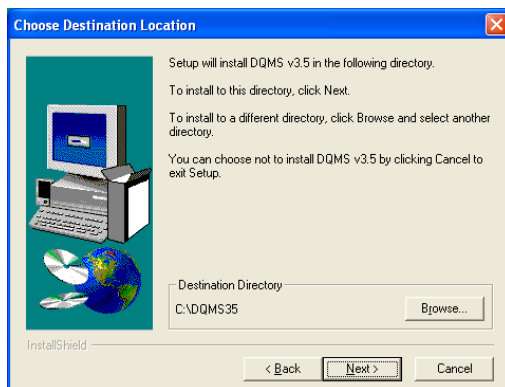 Choose Destination Location
Setup will install DQMS v3.5 in the following directory.
To install to this directory, click Next.
To install to a different directory, click Browse and select another
directory.
You can choose not to install DQMS v3.5 by clicking Cancel to
exit Setup.
Destination Directory
C:\DQMS35
Browse...
InstallShield
< Back
Next >
Cancel